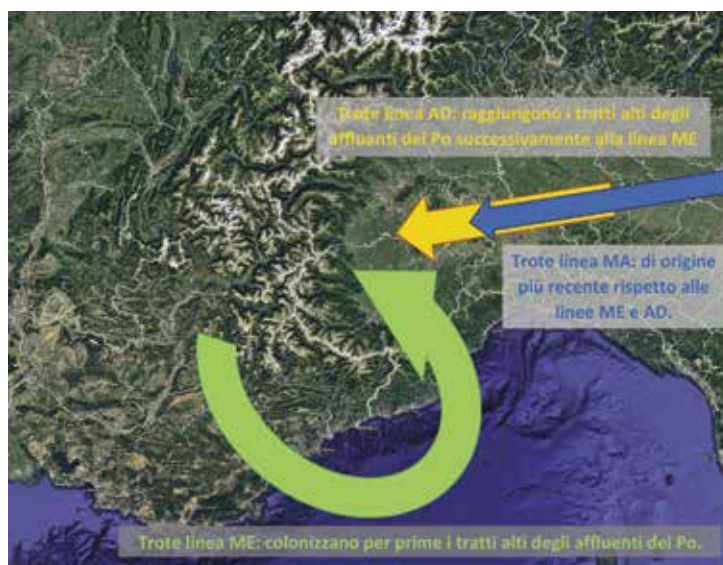 Trote linea AD: raggiungono i tratti alti degli
affluenti del Po successivamente alla linea ME
Trote linea MA: di origine
più recente rispetto alle
linee ME e AD.
Trote linea ME: colonizzano per prime i tratti alti degli affluenti del Po.